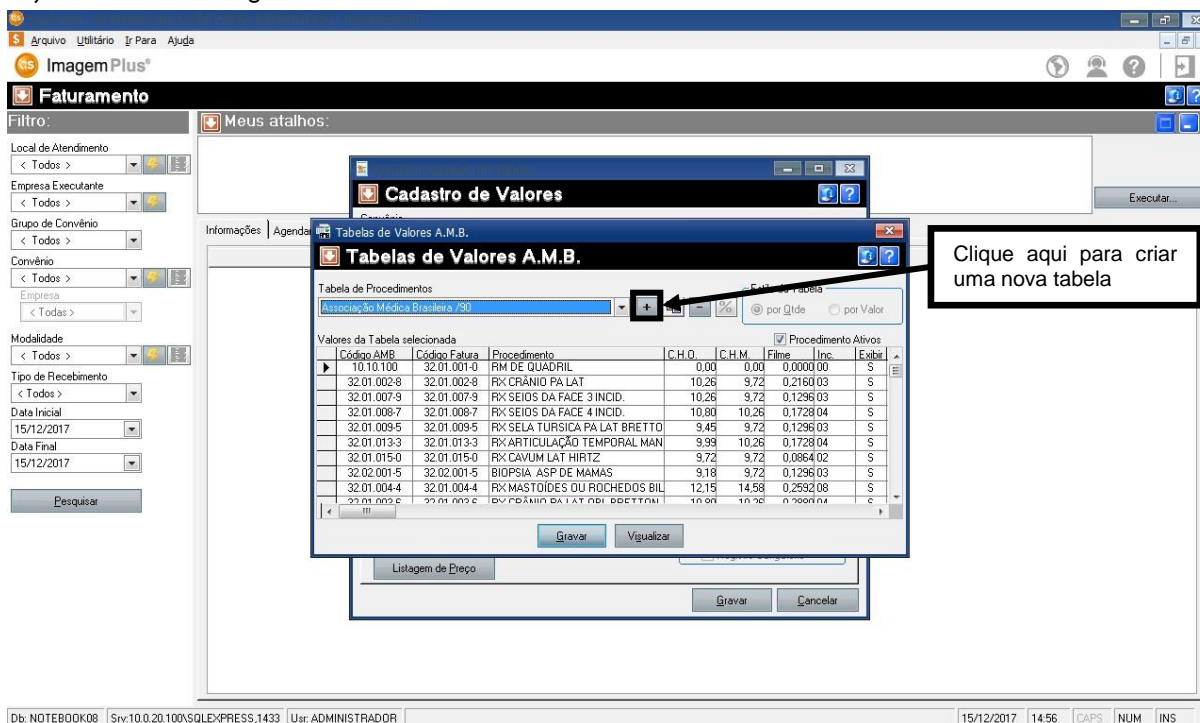 Arquivo Utilitário Ir Para Ajuda
ImagemPlus®
Faturamento
Filtro:
Meus atalhos:
Local de Atendimento
< Todos >
Empresa Executante
< Todos >
Grupo de Convênio
< Todos >
Convênio
< Todos >
Empresa
< Todas >
Modalidade
< Todos >
Tipo de Recebimento
< Todos >
Data Inicial
15/12/2017
Data Final
15/12/2017
Pesquisar
Executar...
Informações
Cadastro de Valores
Tabelas de Valores A.M.B.
Tabelas de Valores A.M.B.
Tabela de Procedimentos
Associação Médica Brasileira /90
por Qtde por Valor
Valores da Tabela selecionada
Procedimento Ativos
Código AMB Código Fatura Procedimento C.H.O. C.H.M. Filme Inc. Exibir
10.10.100 32.01.001-0 RM DE QUADRIL 0,00 0,00 0,0000 00 S
32.01.002-8 32.01.002-8 RX CRÂNIO PA LAT 10,26 9,72 0,2160 03 S
32.01.007-9 32.01.007-9 RX SEIOS DA FACE 3 INCID. 10,26 9,72 0,1296 03 S
32.01.008-7 32.01.008-7 RX SEIOS DA FACE 4 INCID. 10,80 10,26 0,1728 04 S
32.01.009-5 32.01.009-5 RX SELA TURSICA PA LAT BRETTO 9,45 9,72 0,1296 03 S
32.01.013-3 32.01.013-3 RX ARTICULAÇÃO TEMPORAL MAN 9,99 10,26 0,1728 04 S
32.01.015-0 32.01.015-0 RX CAVUM LAT HIRTZ 9,72 9,72 0,0864 02 S
32.02.001-5 32.02.001-5 BIOPSIA ASP DE MAMAS 9,18 9,72 0,1296 03 S
32.01.004-4 32.01.004-4 RX MASTOÍDES OU ROCHEDOS BIL 12,15 14,58 0,2592 08 S
Gravar Visualizar
Listagem de Preço
Gravar Cancelar
Clique aqui para criar
uma nova tabela
Db: NOTEBOOK08 Srv:10.0.20.100\SQLEXPRESS,1433 Usr: ADMINISTRADOR 15/12/2017 14:56 CAPS NUM INS